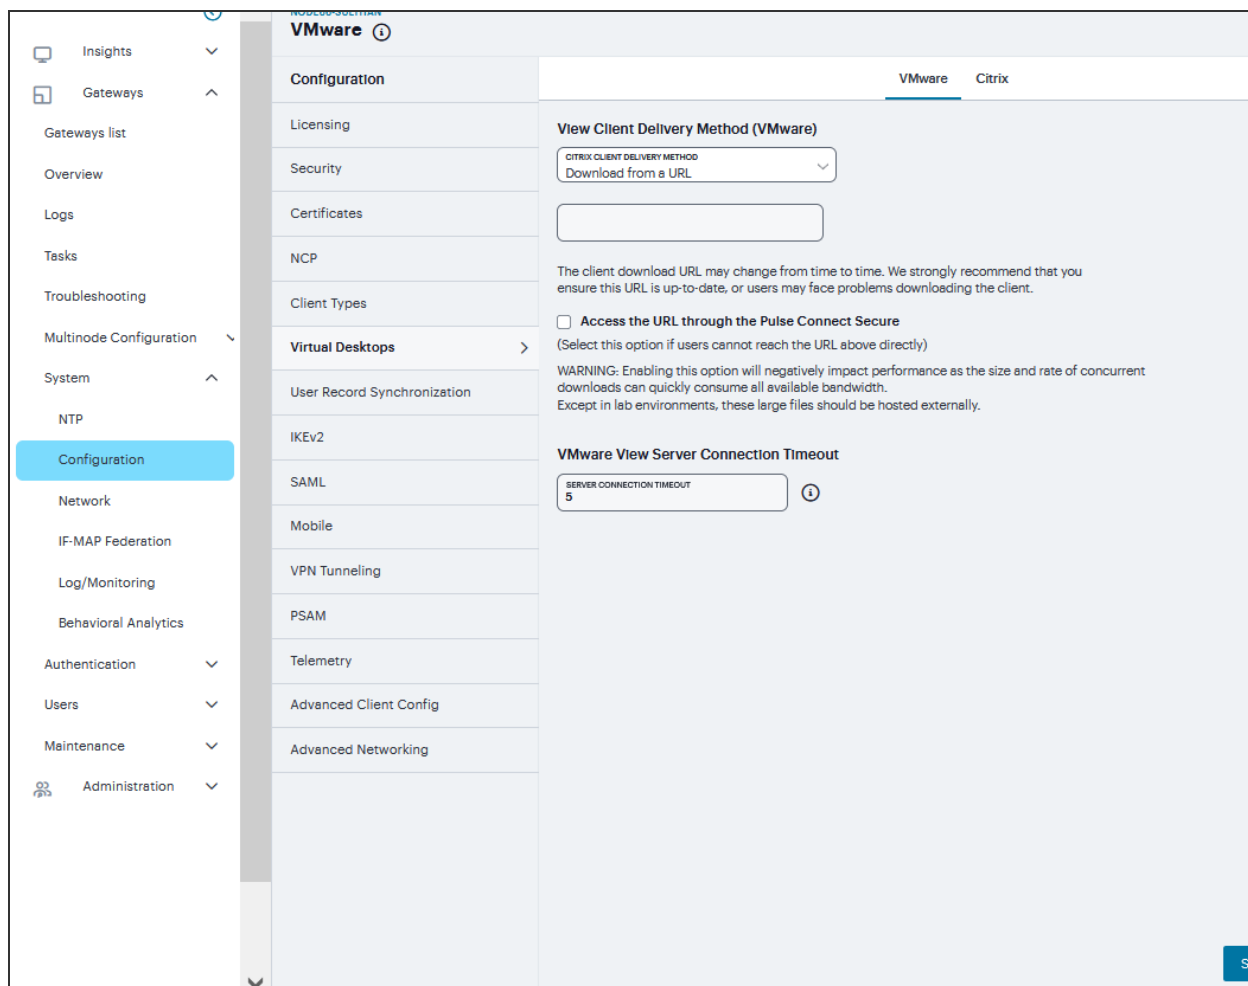 VMware
Insights
Gateways
Gateways list
Overview
Logs
Tasks
Troubleshooting
Multinode Configuration
System
NTP
Configuration
Network
IF-MAP Federation
Log/Monitoring
Behavioral Analytics
Authentication
Users
Maintenance
Administration
Configuration
Licensing
Security
Certificates
NCP
Client Types
Virtual Desktops
User Record Synchronization
IKEv2
SAML
Mobile
VPN Tunneling
PSAM
Telemetry
Advanced Client Config
Advanced Networking
VMware
Citrix
View Client Delivery Method (VMware)
CITRIX CLIENT DELIVERY METHOD
Download from a URL
The client download URL may change from time to time. We strongly recommend that you
ensure this URL is up-to-date, or users may face problems downloading the client.
Access the URL through the Pulse Connect Secure
(Select this option if users cannot reach the URL above directly)
WARNING: Enabling this option will negatively impact performance as the size and rate of concurrent
downloads can quickly consume all available bandwidth.
Except in lab environments, these large files should be hosted externally.
VMware View Server Connection Timeout
SERVER CONNECTION TIMEOUT
5
S